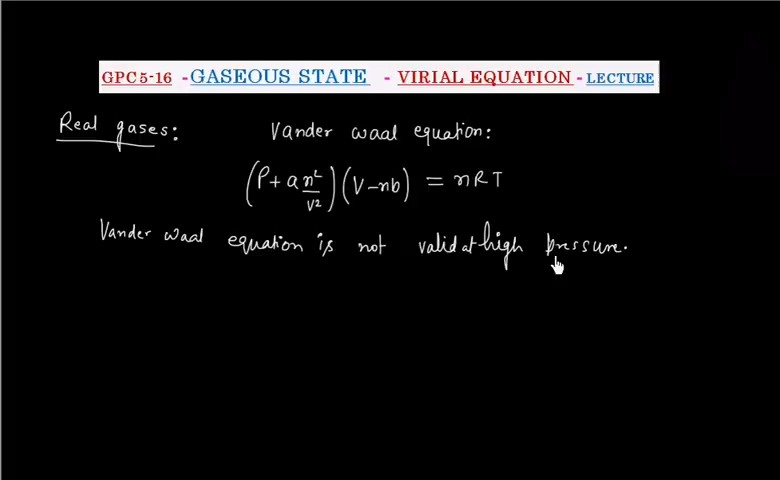 GPC5-16 - GASEOUS STATE - VIRIAL EQUATION - LECTURE
Real gases: Vander waal equation:
(P + a n²/V²) (V - nb) = nRT
Vander waal equation is not valid at high pressure.